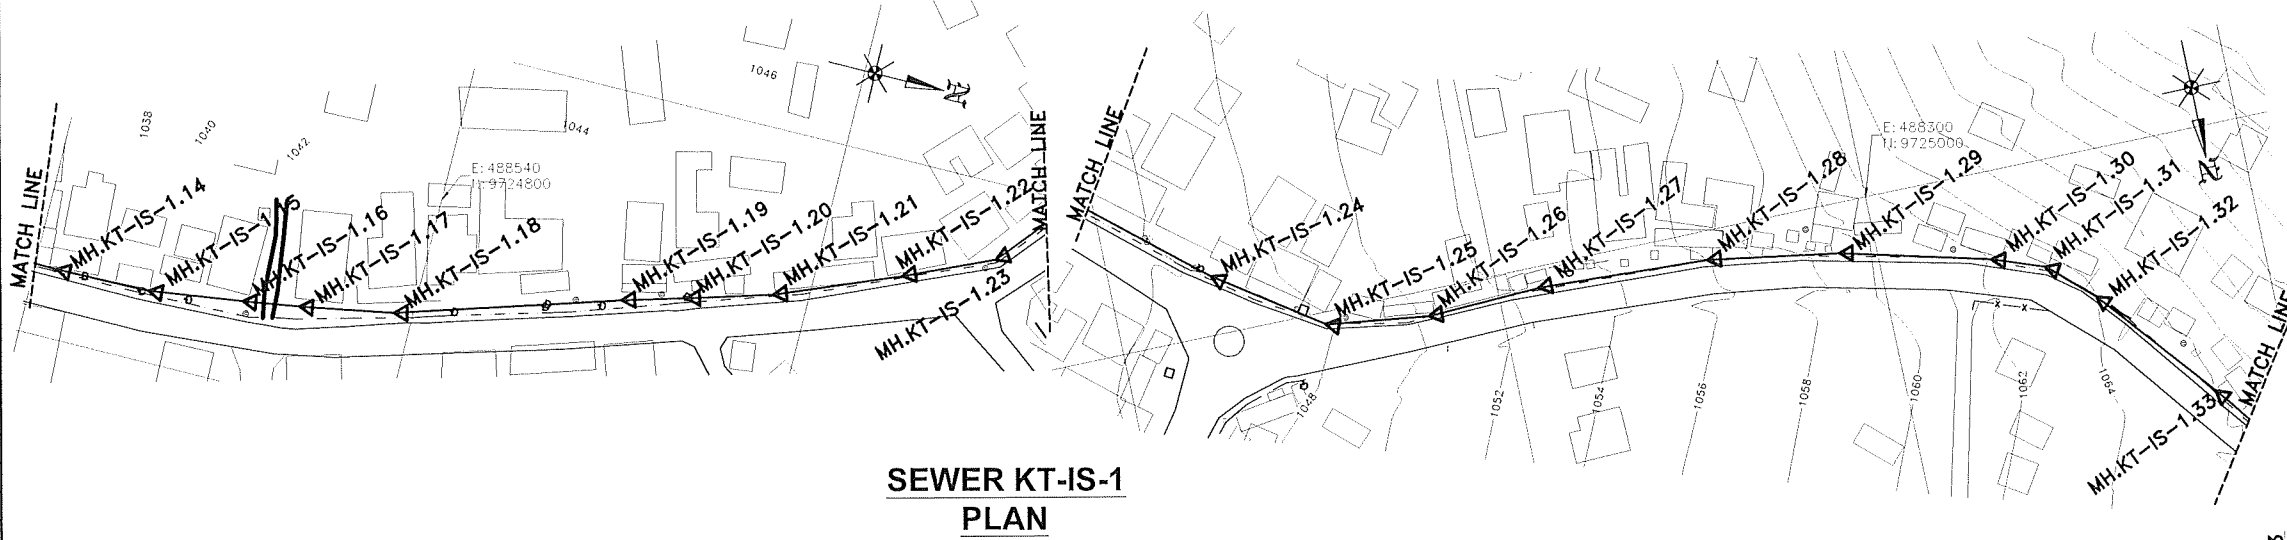 MATCH LINE
1038
1040
1042
1044
1046
E: 488540
N: 9724800
MH.KT-IS-1.14
MH.KT-IS-1.15
MH.KT-IS-1.16
MH.KT-IS-1.17
MH.KT-IS-1.18
MH.KT-IS-1.19
MH.KT-IS-1.20
MH.KT-IS-1.21
MH.KT-IS-1.22
MH.KT-IS-1.23
N
MATCH LINE
MATCH LINE
MH.KT-IS-1.24
MH.KT-IS-1.25
MH.KT-IS-1.26
MH.KT-IS-1.27
MH.KT-IS-1.28
MH.KT-IS-1.29
MH.KT-IS-1.30
MH.KT-IS-1.31
MH.KT-IS-1.32
MH.KT-IS-1.33
E: 488300
N: 9725000
N
1048
1052
1054
1056
1058
1060
1062
1064
MATCH LINE
SEWER KT-IS-1
PLAN